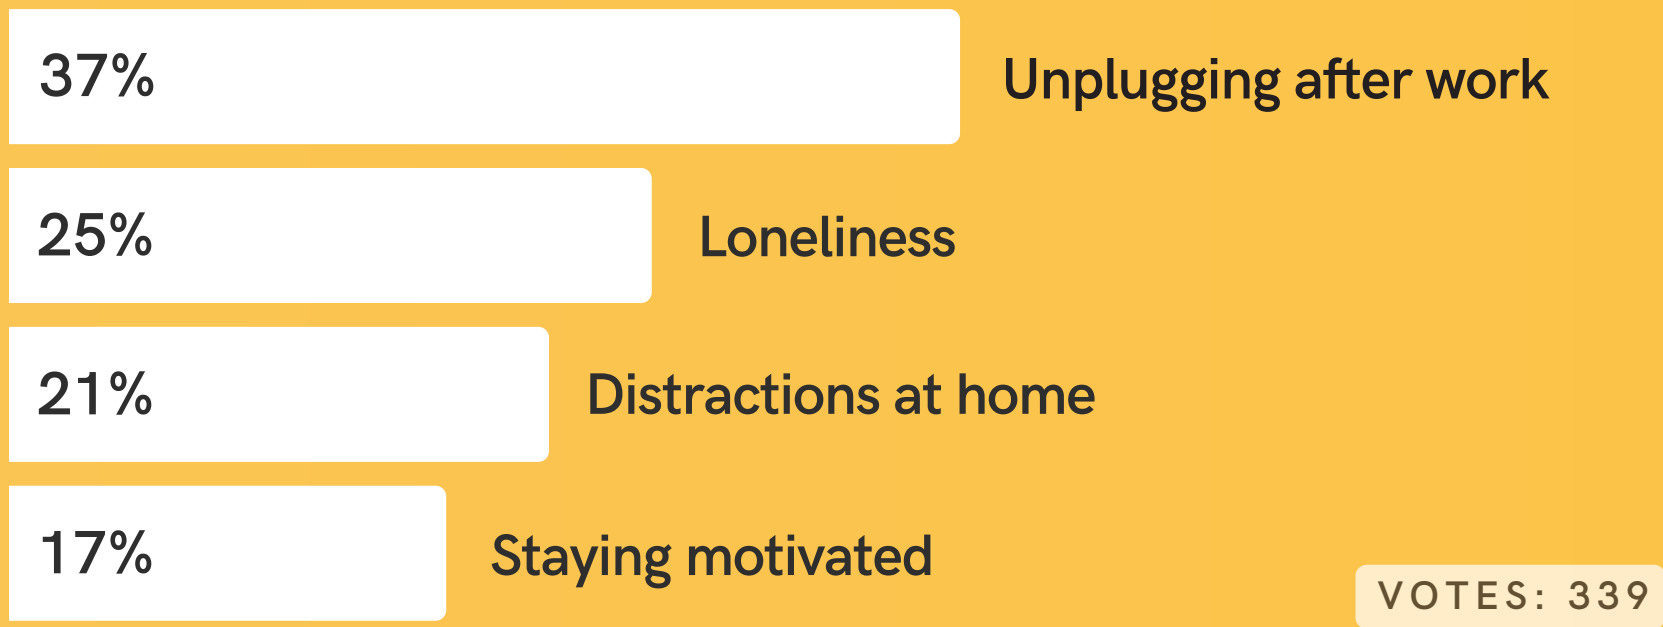 37% Unplugging after work
25% Loneliness
21% Distractions at home
17% Staying motivated
VOTES: 339